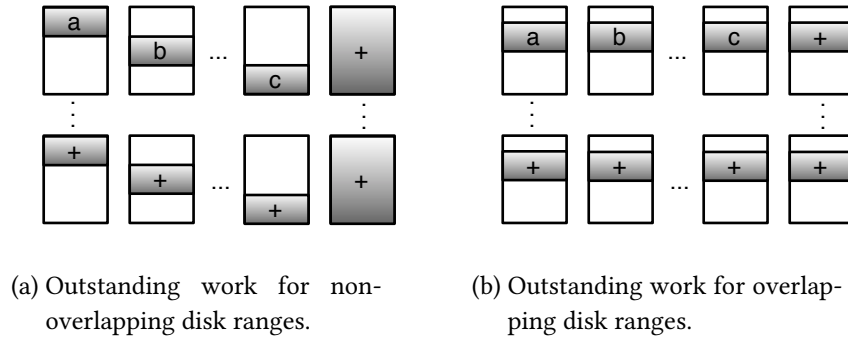 a
b
...
c
+
a
b
...
c
+
+
+
...
+
+
+
+
...
+
+
(a) Outstanding work for non-
overlapping disk ranges.
(b) Outstanding work for overlap-
ping disk ranges.